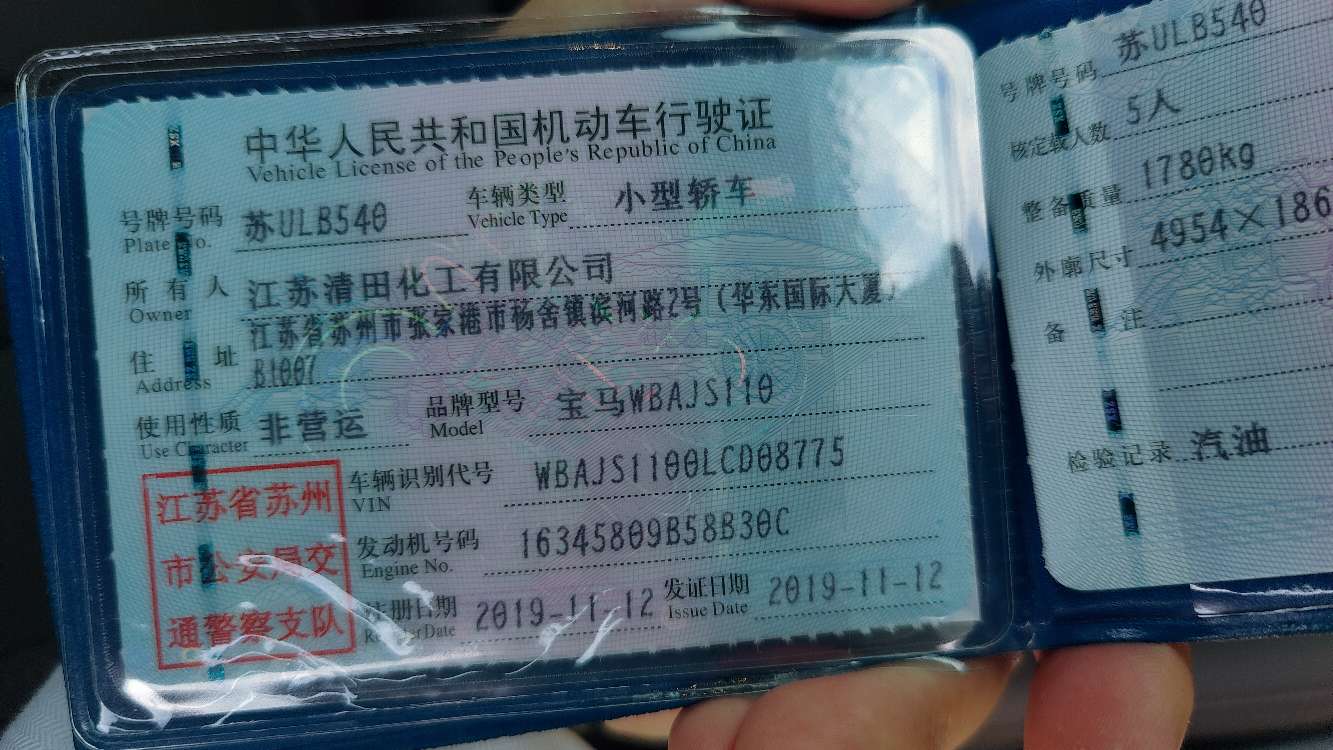 中华人民共和国机动车行驶证
Vehicle License of the People's Republic of China
号牌号码 苏ULB540 车辆类型 小型轿车
Plate No. Vehicle Type
所有人 江苏清田化工有限公司
Owner
住址 江苏省苏州市张家港市杨舍镇滨河路2号（华东国际大厦）
Address B1007
使用性质 非营运 品牌型号 宝马WBAJS110
Use Character Model
江苏省苏州
市公安局交
通警察支队
车辆识别代号 WBAJS1100LCD08775
VIN
发动机号码 16345809B58B30C
Engine No.
注册日期 2019-11-12 发证日期 2019-11-12
Register Date Issue Date
号牌号码 苏ULB540
核定载人数 5人
整备质量 1780kg
外廓尺寸 4954×186
备注
检验记录 汽油